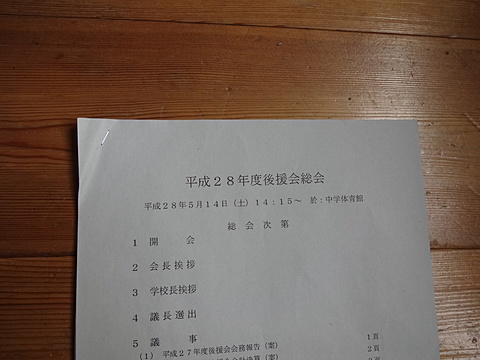 平成２８年度後援会総会
平成２８年５月１４日（土）１４：１５～　於：中学体育館
総　会　次　第
１　開　　会
２　会長挨拶
３　学校長挨拶
４　議長選出
５　議　　事　　１頁
（１）平成２７年度後援会会務報告（案）　２頁